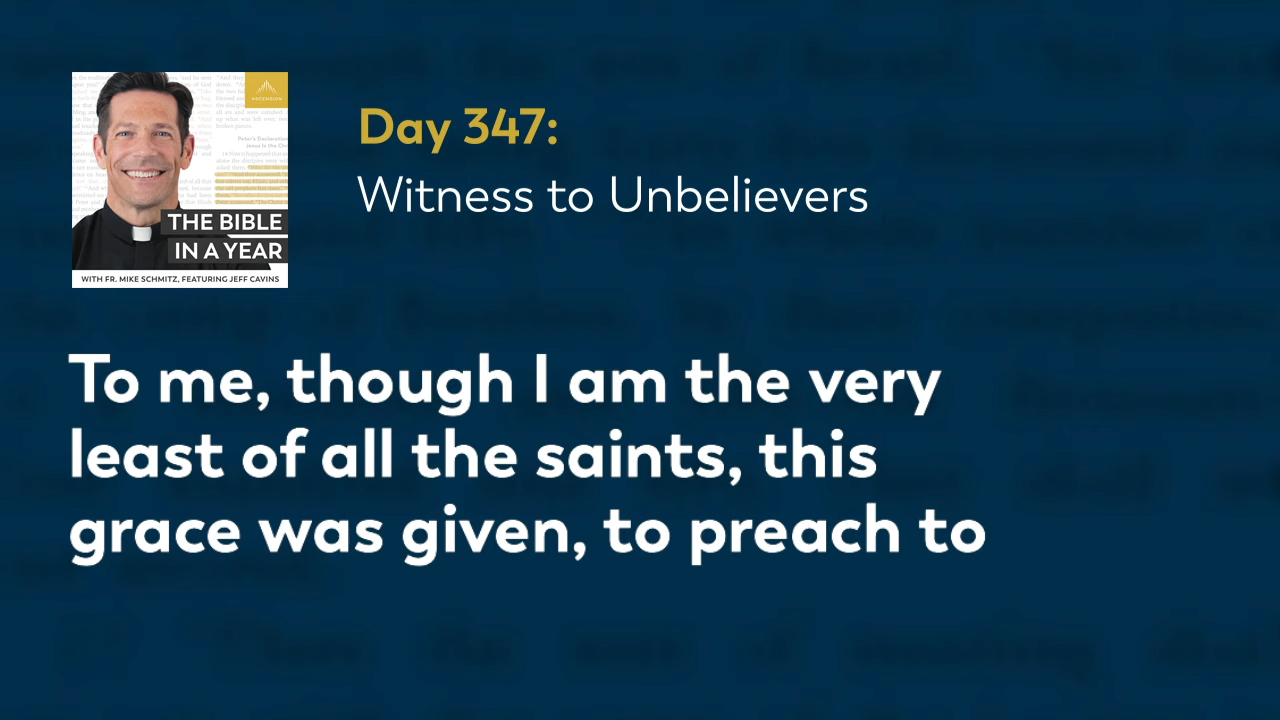 ASCENSION
THE BIBLE
IN A YEAR
WITH FR. MIKE SCHMITZ, FEATURING JEFF CAVINS
Day 347:
Witness to Unbelievers
To me, though I am the very
least of all the saints, this
grace was given, to preach to